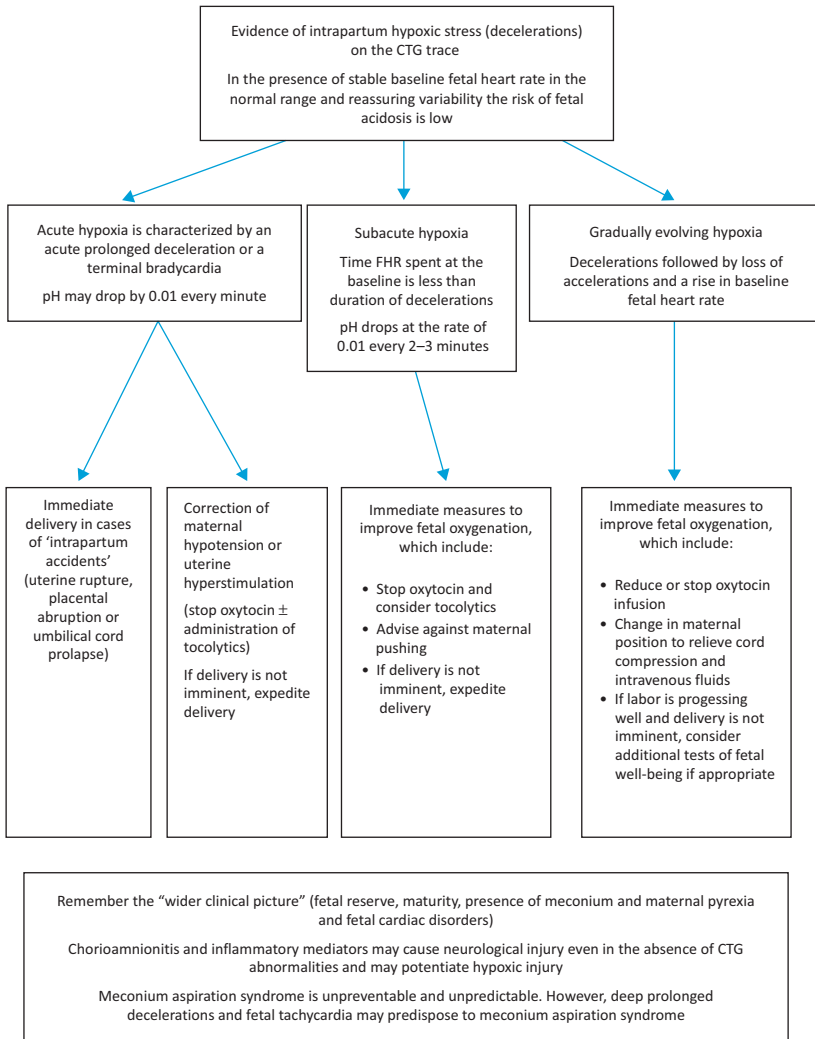 Evidence of intrapartum hypoxic stress (decelerations)
on the CTG trace
In the presence of stable baseline fetal heart rate in the
normal range and reassuring variability the risk of fetal
acidosis is low
Acute hypoxia is characterized by an
acute prolonged deceleration or a
terminal bradycardia
pH may drop by 0.01 every minute
Subacute hypoxia
Time FHR spent at the
baseline is less than
duration of decelerations
pH drops at the rate of
0.01 every 2–3 minutes
Gradually evolving hypoxia
Decelerations followed by loss of
accelerations and a rise in baseline
fetal heart rate
Immediate
delivery in cases
of ‘intrapartum
accidents’
(uterine rupture,
placental
abruption or
umbilical cord
prolapse)
Correction of
maternal
hypotension or
uterine
hyperstimulation
(stop oxytocin ±
administration of
tocolytics)
If delivery is not
imminent, expedite
delivery
Immediate measures to
improve fetal oxygenation,
which include:
• Stop oxytocin and
consider tocolytics
• Advise against maternal
pushing
• If delivery is not
imminent, expedite
delivery
Immediate measures to
improve fetal oxygenation,
which include:
• Reduce or stop oxytocin
infusion
• Change in maternal
position to relieve cord
compression and
intravenous fluids
• If labor is progessing
well and delivery is not
imminent, consider
additional tests of fetal
well-being if appropriate
Remember the “wider clinical picture” (fetal reserve, maturity, presence of meconium and maternal pyrexia
and fetal cardiac disorders)
Chorioamnionitis and inflammatory mediators may cause neurological injury even in the absence of CTG
abnormalities and may potentiate hypoxic injury
Meconium aspiration syndrome is unpreventable and unpredictable. However, deep prolonged
decelerations and fetal tachycardia may predispose to meconium aspiration syndrome